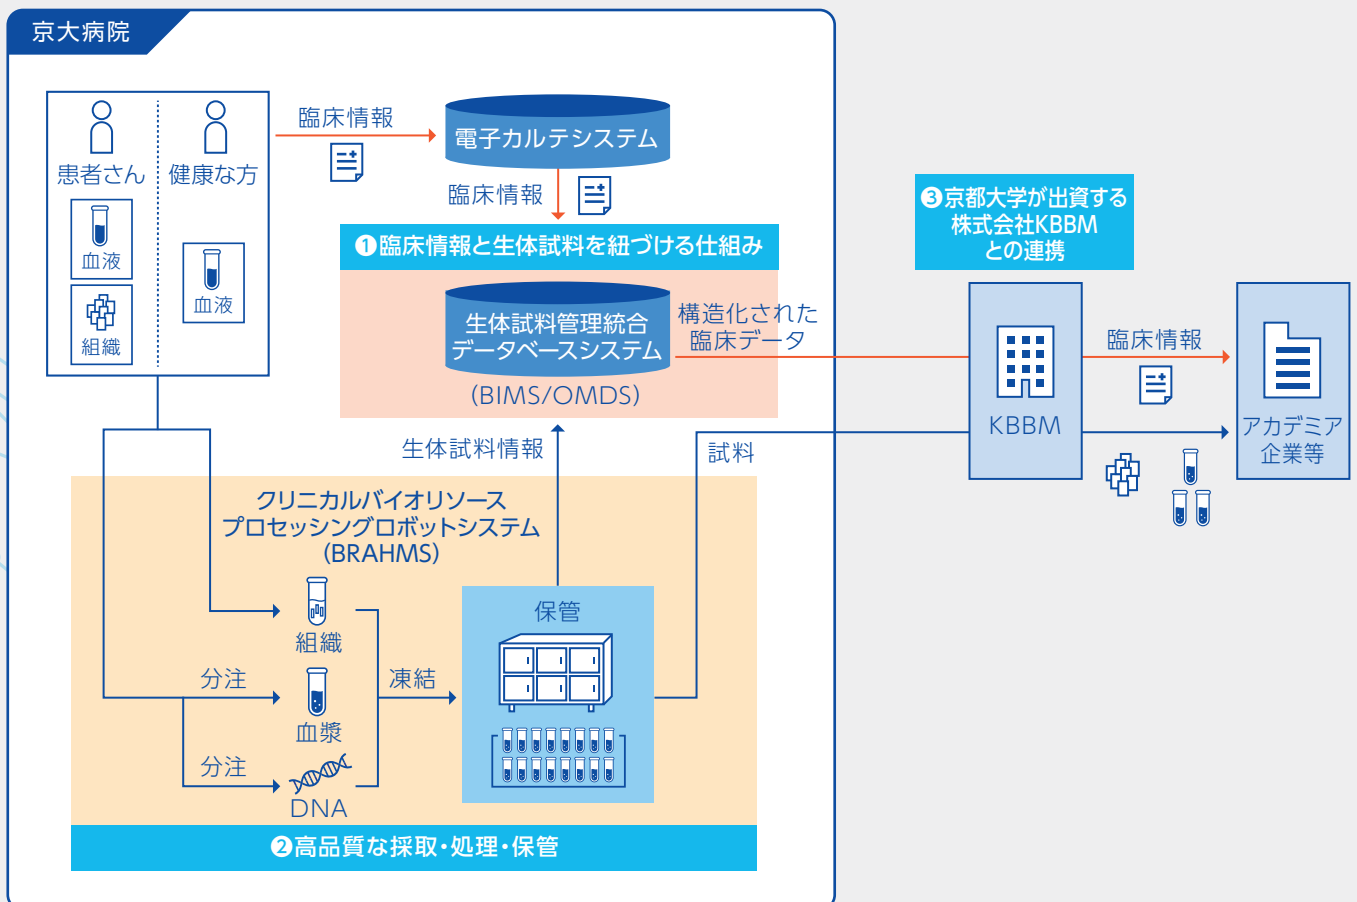 京大病院
患者さん
健康な方
血液
組織
血液
臨床情報
電子カルテシステム
臨床情報
❶臨床情報と生体試料を紐づける仕組み
生体試料管理統合
データベースシステム
(BIMS/OMDS)
構造化された
臨床データ
生体試料情報
試料
クリニカルバイオリソース
プロセッシングロボットシステム
(BRAHMS)
組織
分注
血漿
分注
DNA
凍結
保管
❷高品質な採取・処理・保管
❸京都大学が出資する
株式会社KBBM
との連携
KBBM
臨床情報
アカデミア
企業等